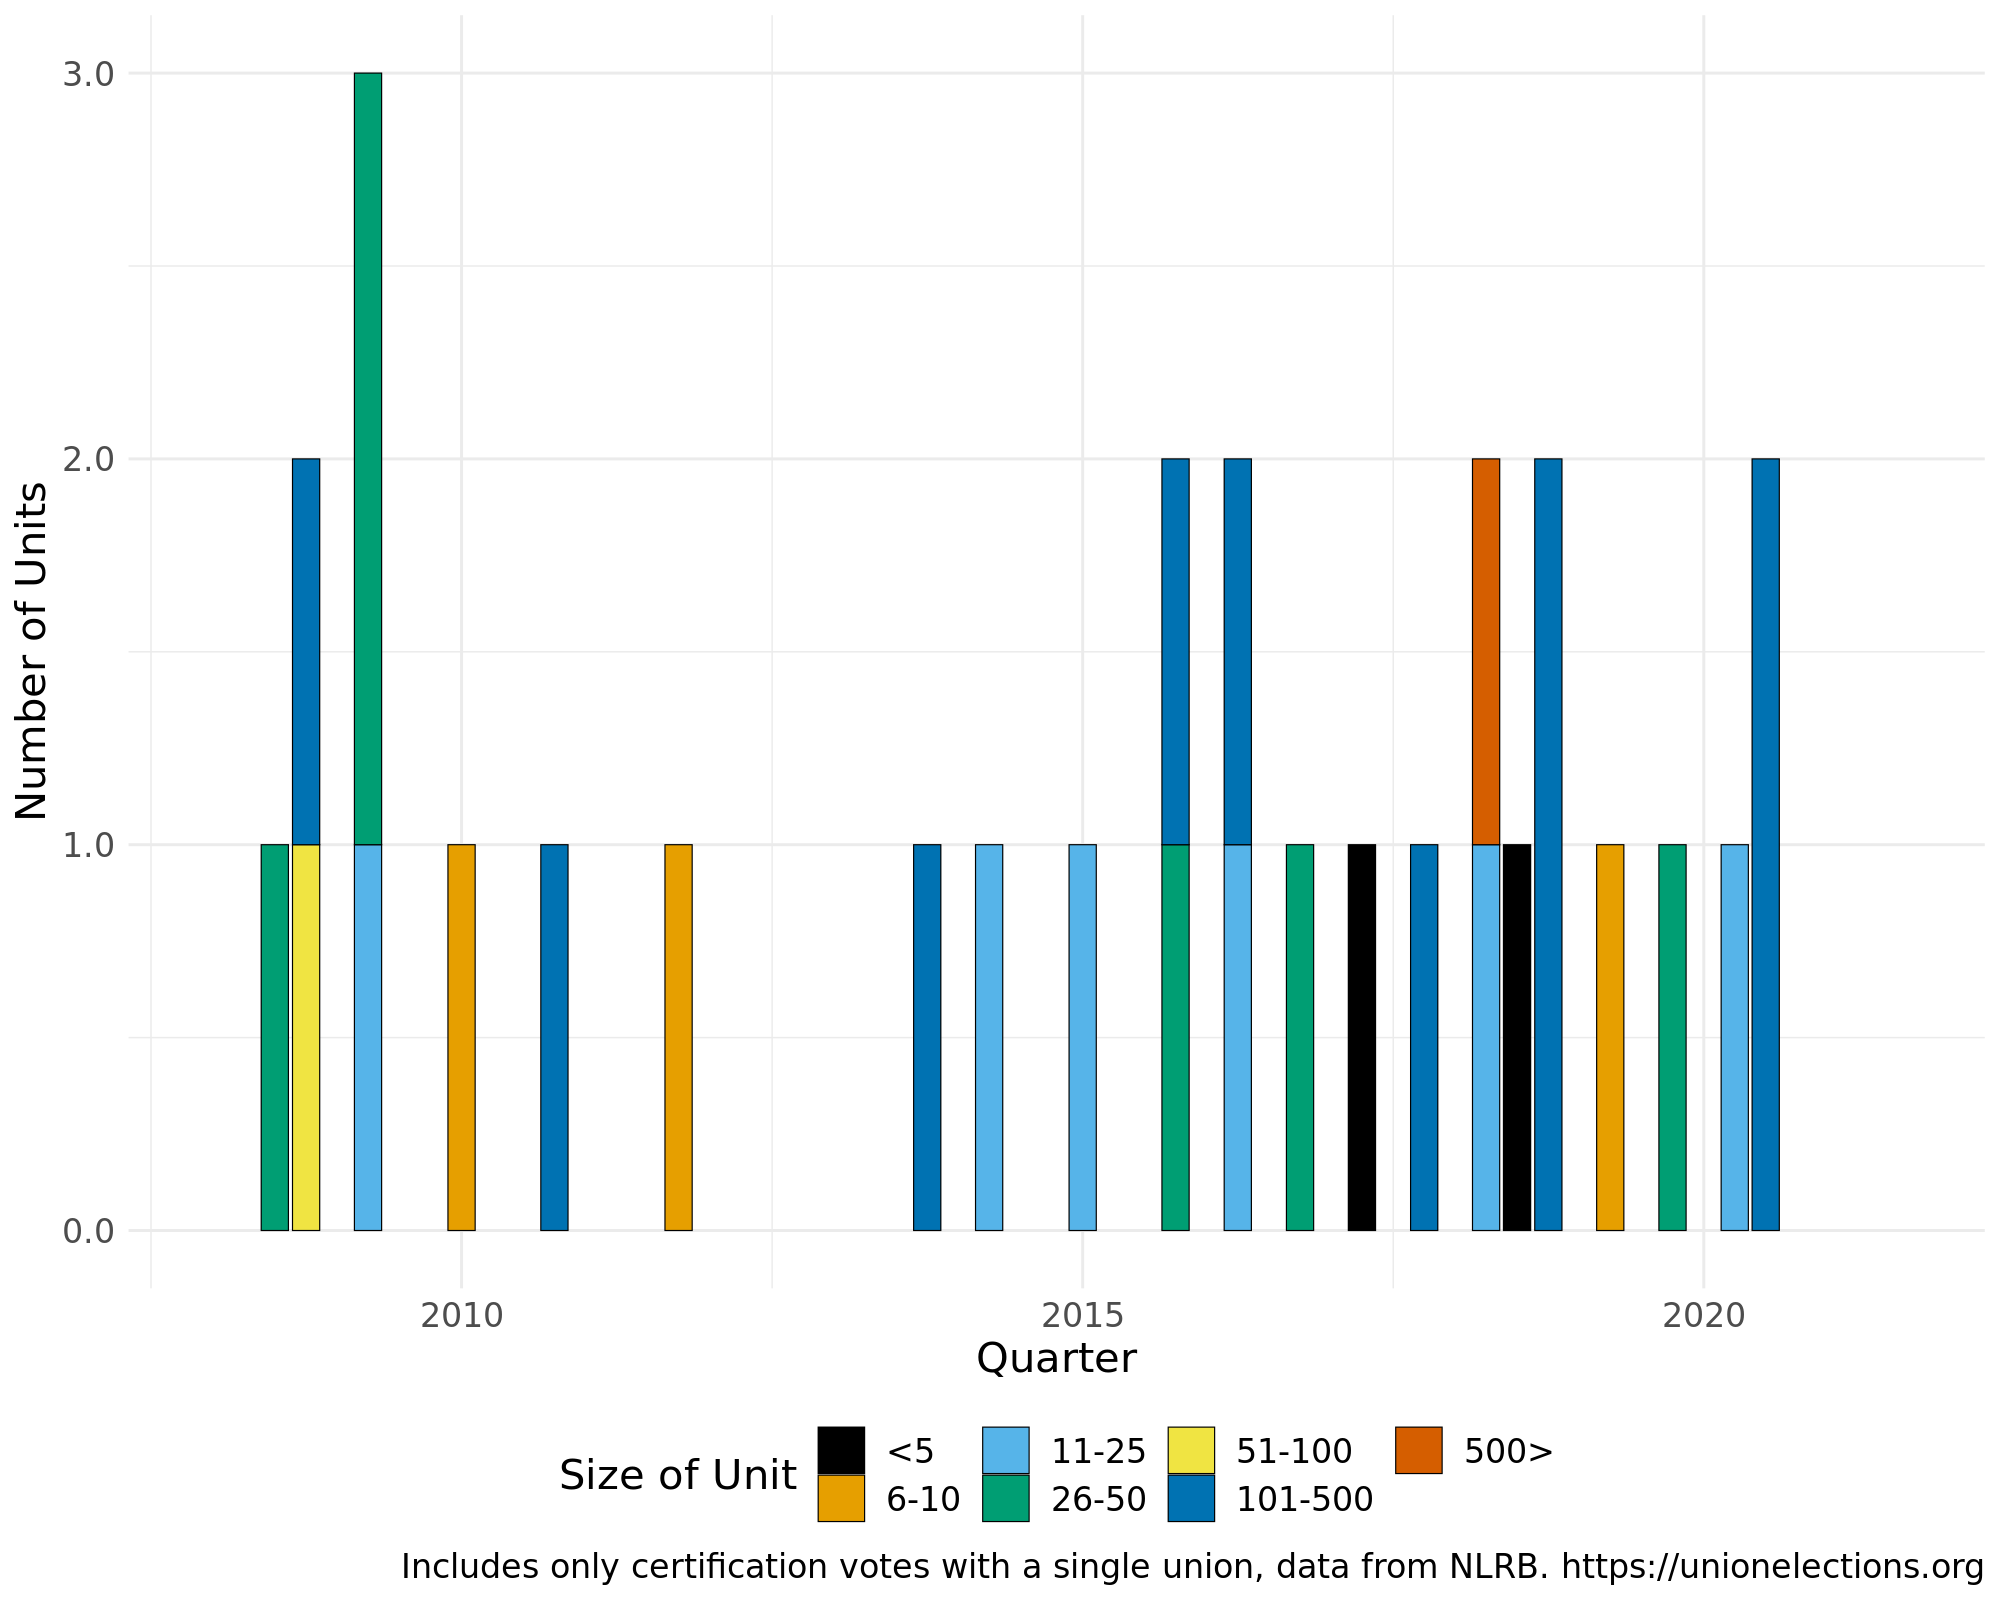 3.0
2.0
1.0
0.0
Number of Units
2010 2015 2020
Quarter
Size of Unit
<5 11-25 51-100 500>
6-10 26-50 101-500
Includes only certification votes with a single union, data from NLRB. https://unionelections.org